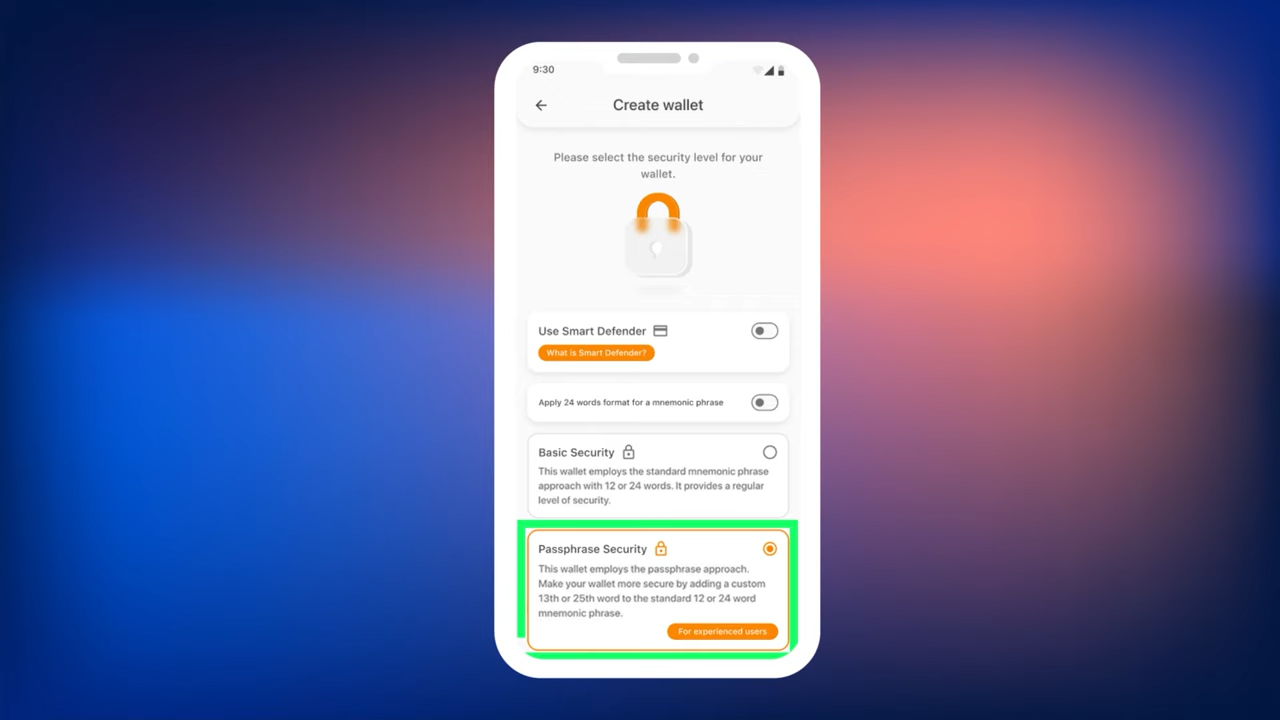 9:30
Create wallet
Please select the security level for your
wallet.
Use Smart Defender
What is Smart Defender?
Apply 24 words format for a mnemonic phrase
Basic Security
This wallet employs the standard mnemonic phrase
approach with 12 or 24 words. It provides a regular
level of security.
Passphrase Security
This wallet employs the passphrase approach.
Make your wallet more secure by adding a custom
13th or 25th word to the standard 12 or 24 word
mnemonic phrase.
For experienced users